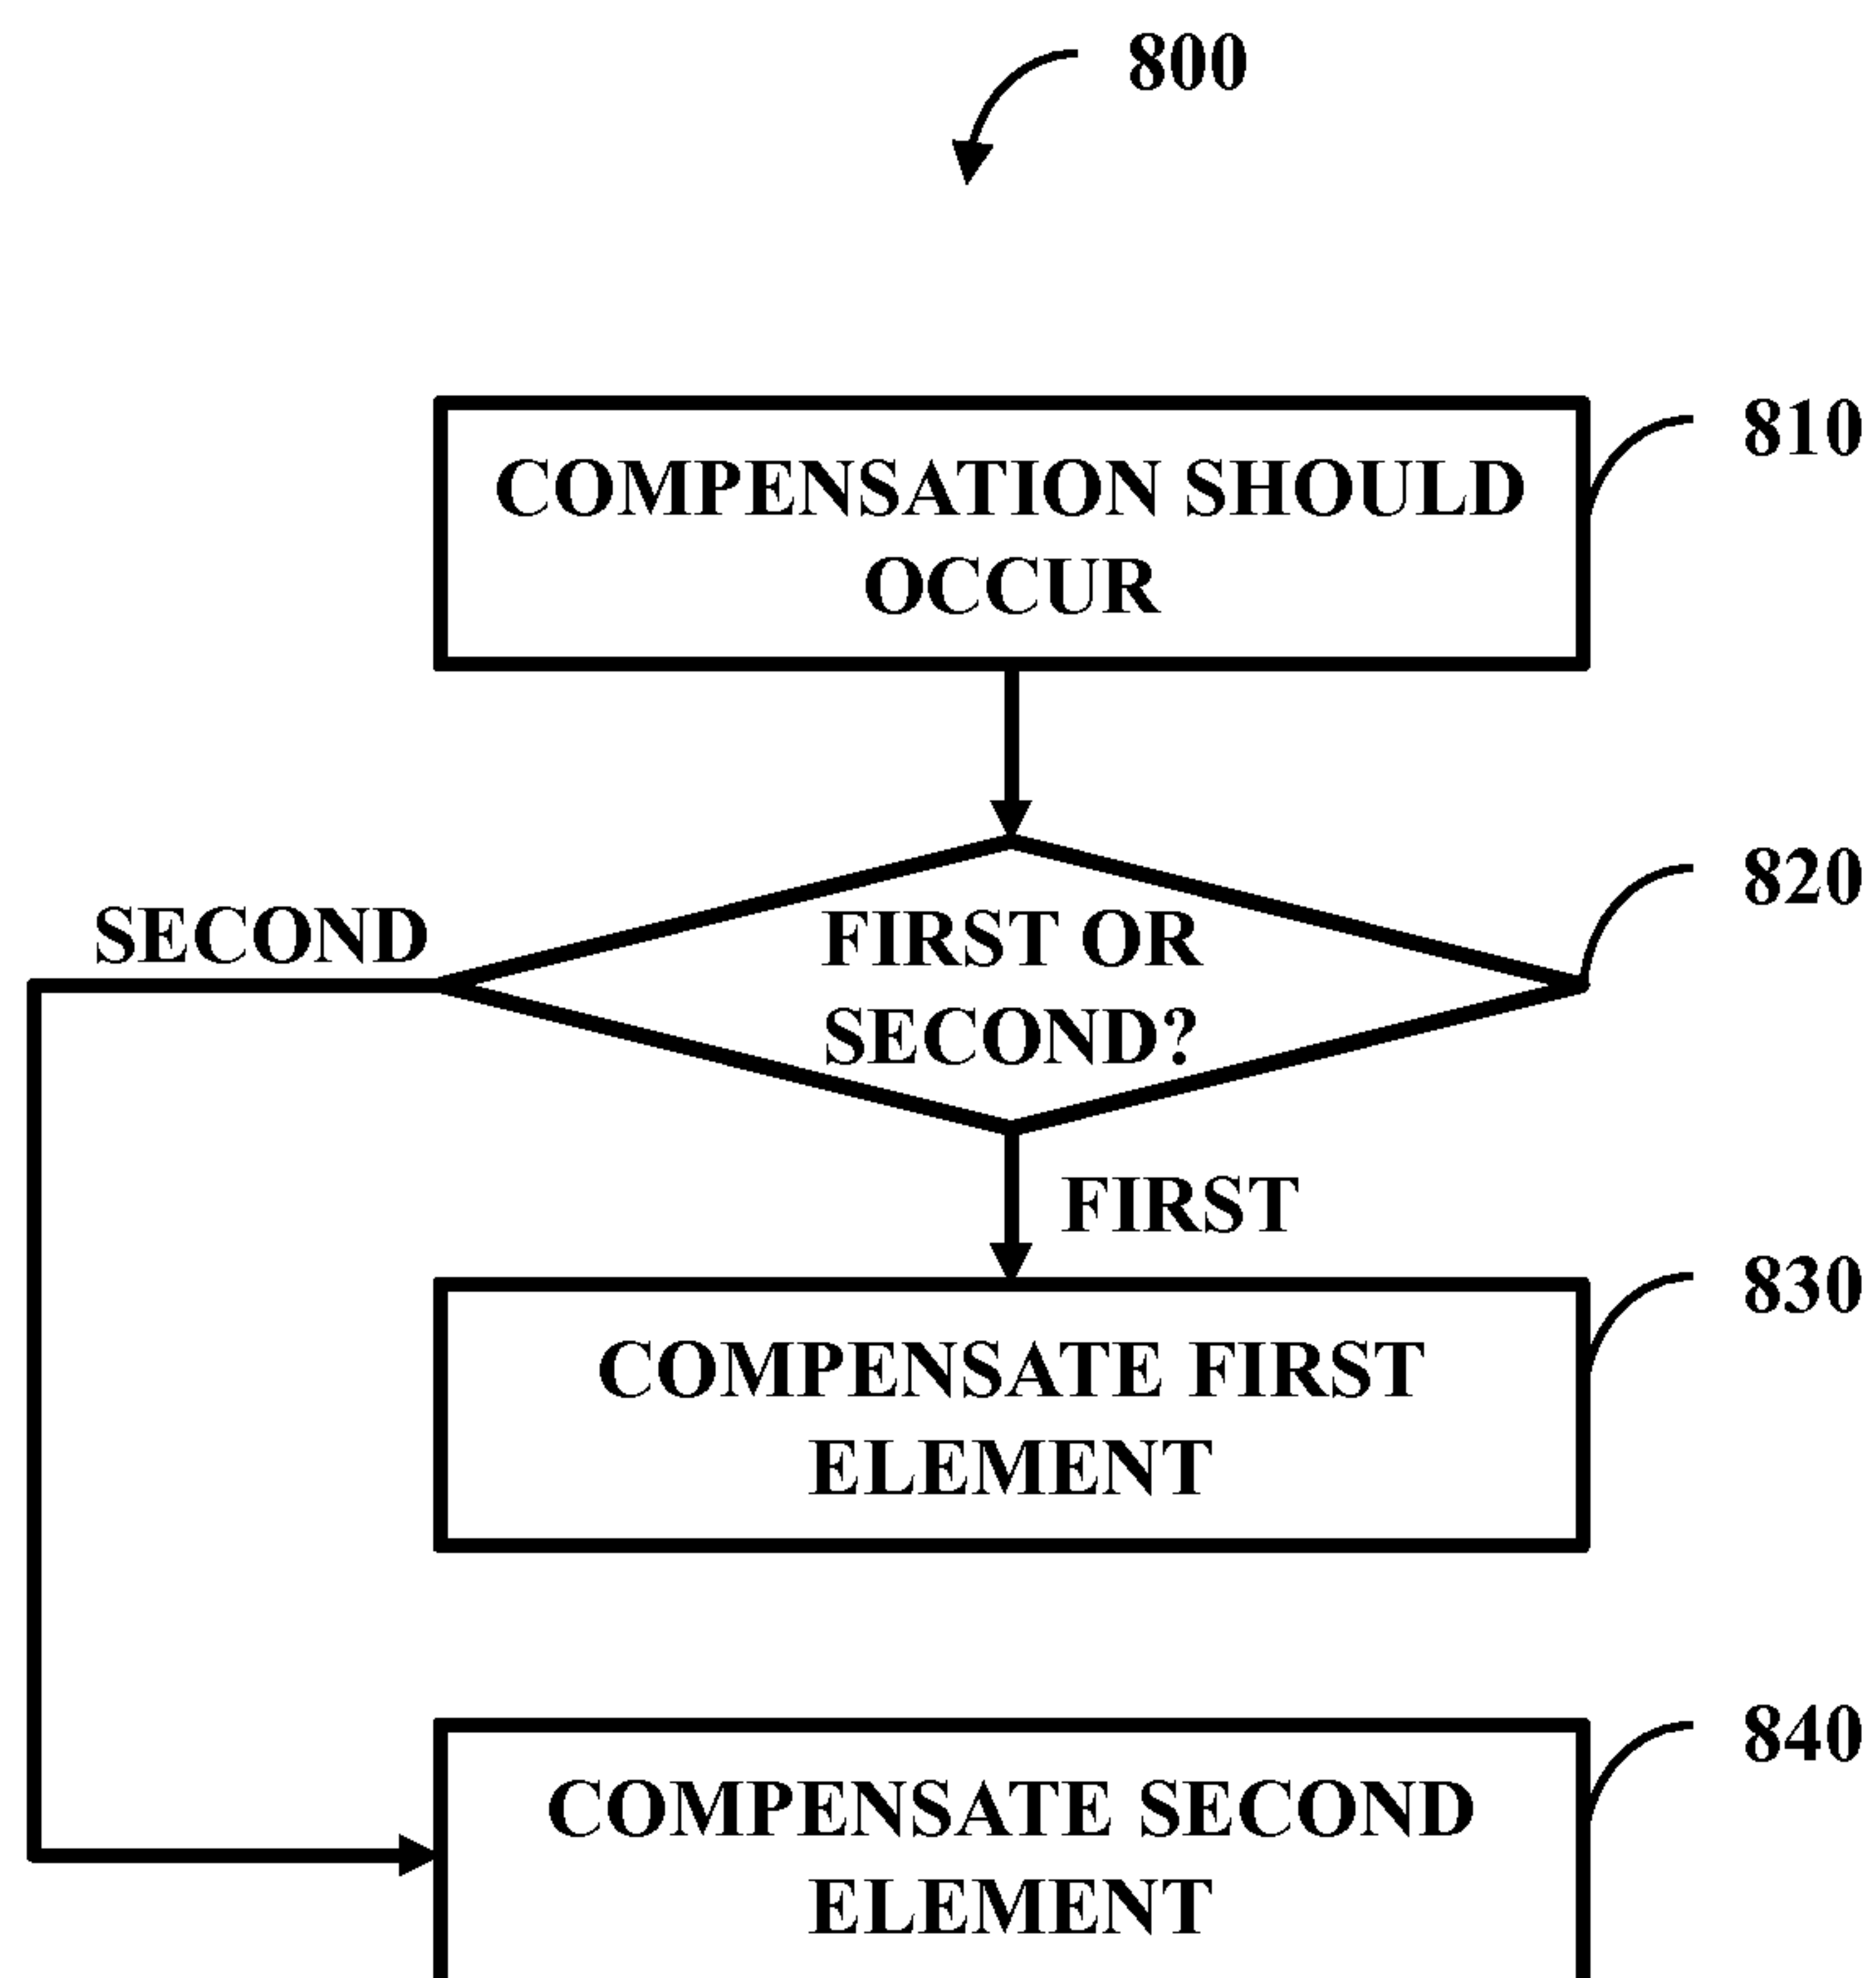 800
COMPENSATION SHOULD
OCCUR
810
SECOND
FIRST OR
SECOND?
820
FIRST
COMPENSATE FIRST
ELEMENT
830
COMPENSATE SECOND
ELEMENT
840